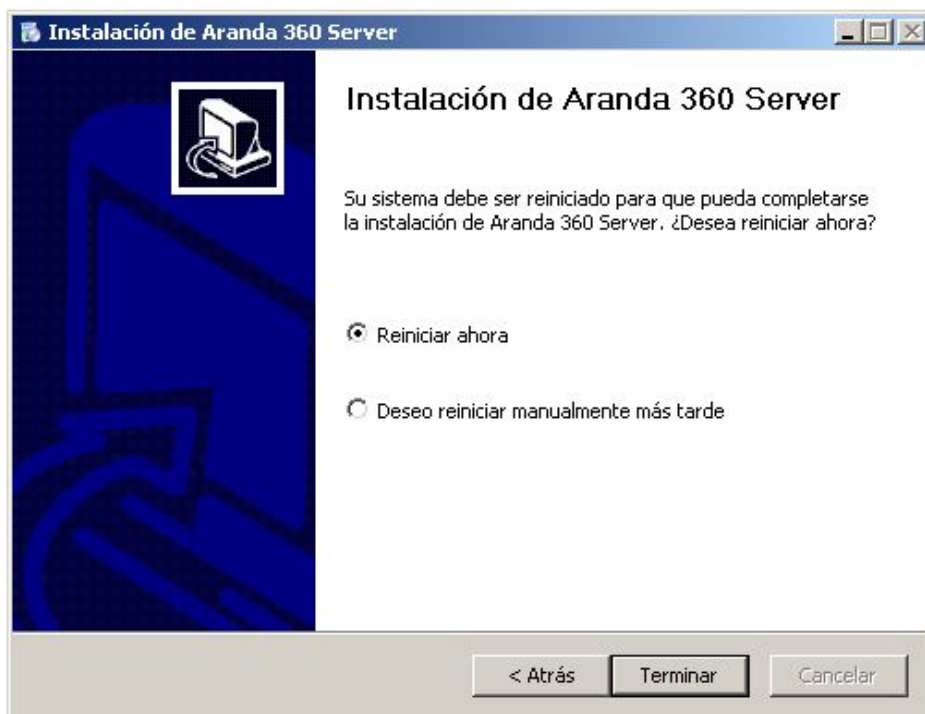 Instalación de Aranda 360 Server
Instalación de Aranda 360 Server
Su sistema debe ser reiniciado para que pueda completarse
la instalación de Aranda 360 Server. ¿Desea reiniciar ahora?
Reiniciar ahora
Deseo reiniciar manualmente más tarde
< Atrás
Terminar
Cancelar